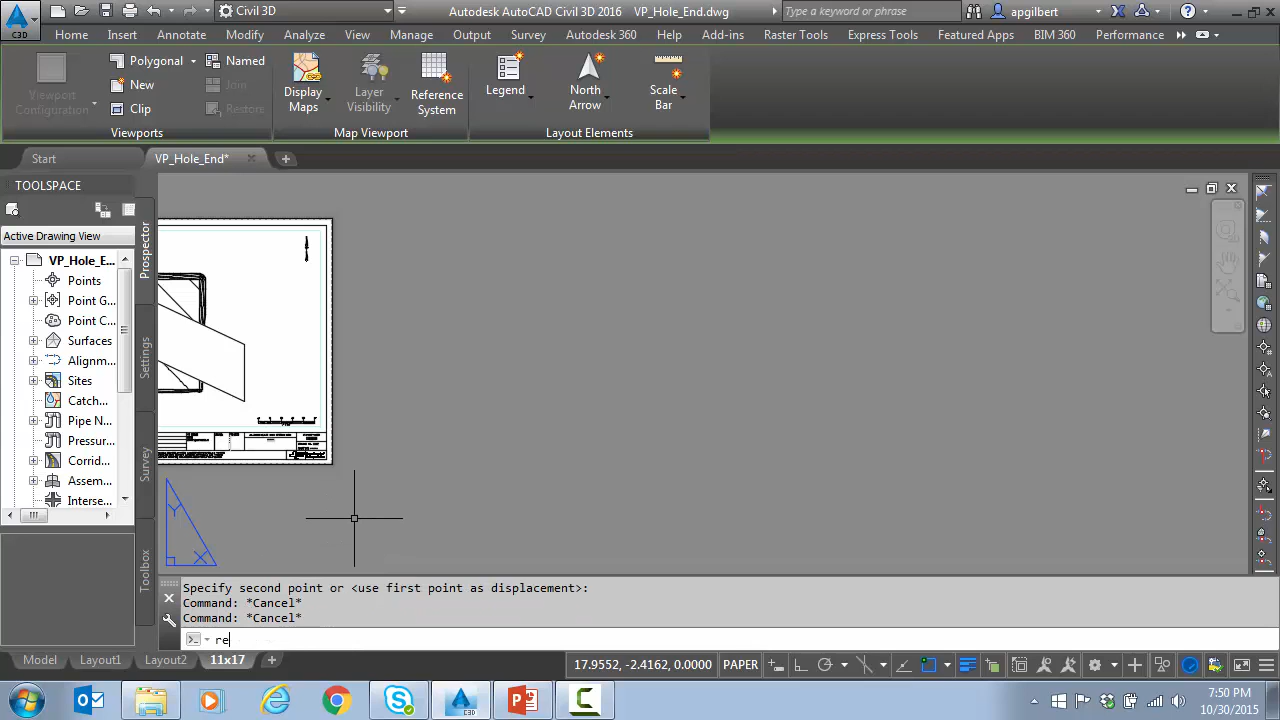 Civil 3D
Autodesk AutoCAD Civil 3D 2016 VP_Hole_End.dwg
Type a keyword or phrase
apgilbert
C3D
Home Insert Annotate Modify Analyze View Manage Output Survey Autodesk 360 Help Add-ins Raster Tools Express Tools Featured Apps BIM 360 Performance
Viewport
Configuration
Polygonal
New
Clip
Named
Join
Restore
Display
Maps
Layer
Visibility
Reference
System
Legend
North
Arrow
Scale
Bar
Viewports
Map Viewport
Layout Elements
Start
VP_Hole_End*
TOOLSPACE
Active Drawing View
VP_Hole_E...
Points
Point G...
Point C...
Surfaces
Alignm...
Sites
Catch...
Pipe N...
Pressur...
Corrid...
Assem...
Interse...
Prospector
Settings
Survey
Toolbox
Y
X
Specify second point or <use first point as displacement>:
Command: *Cancel*
Command: *Cancel*
re
Model
Layout1
Layout2
11x17
17.9552, -2.4162, 0.0000
PAPER
C3D
7:50 PM
10/30/2015